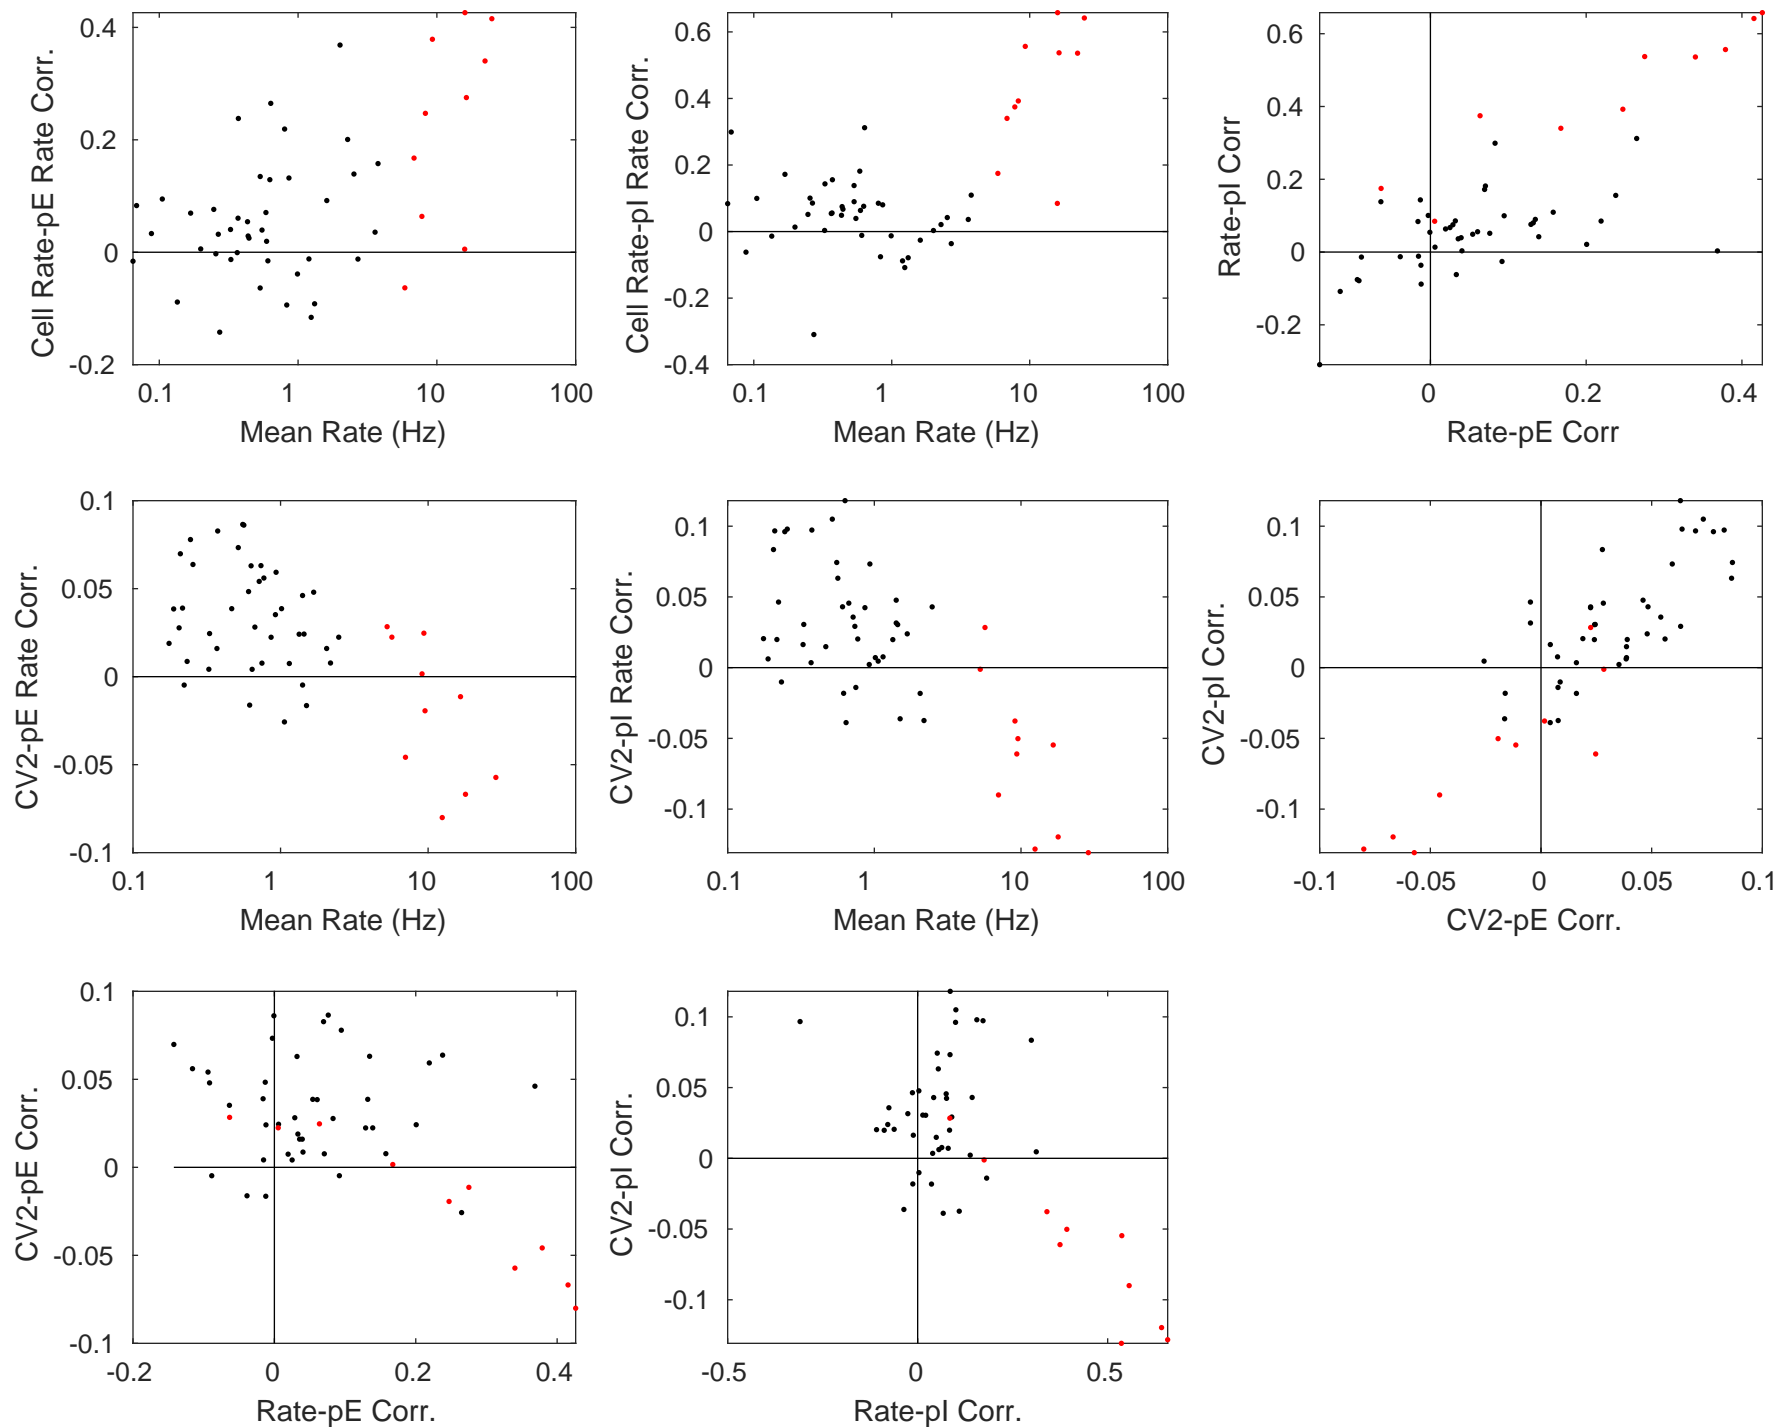 Cell Rate-pE Rate Corr.
0.4
0.2
0
-0.2
0.1 1 10 100
Mean Rate (Hz)
Cell Rate-pI Rate Corr.
0.6
0.4
0.2
0
-0.2
-0.4
0.1 1 10 100
Mean Rate (Hz)
Rate-pI Corr
0.6
0.4
0.2
0
-0.2
0 0.2 0.4
Rate-pE Corr
CV2-pE Rate Corr.
0.1
0.05
0
-0.05
-0.1
0.1 1 10 100
Mean Rate (Hz)
CV2-pI Rate Corr.
0.1
0.05
0
-0.05
-0.1
0.1 1 10 100
Mean Rate (Hz)
CV2-pI Corr.
0.1
0.05
0
-0.05
-0.1
-0.1 -0.05 0 0.05 0.1
CV2-pE Corr.
CV2-pE Corr.
0.1
0.05
0
-0.05
-0.1
-0.2 0 0.2 0.4
Rate-pE Corr.
CV2-pI Corr.
0.1
0.05
0
-0.05
-0.1
-0.5 0 0.5
Rate-pI Corr.